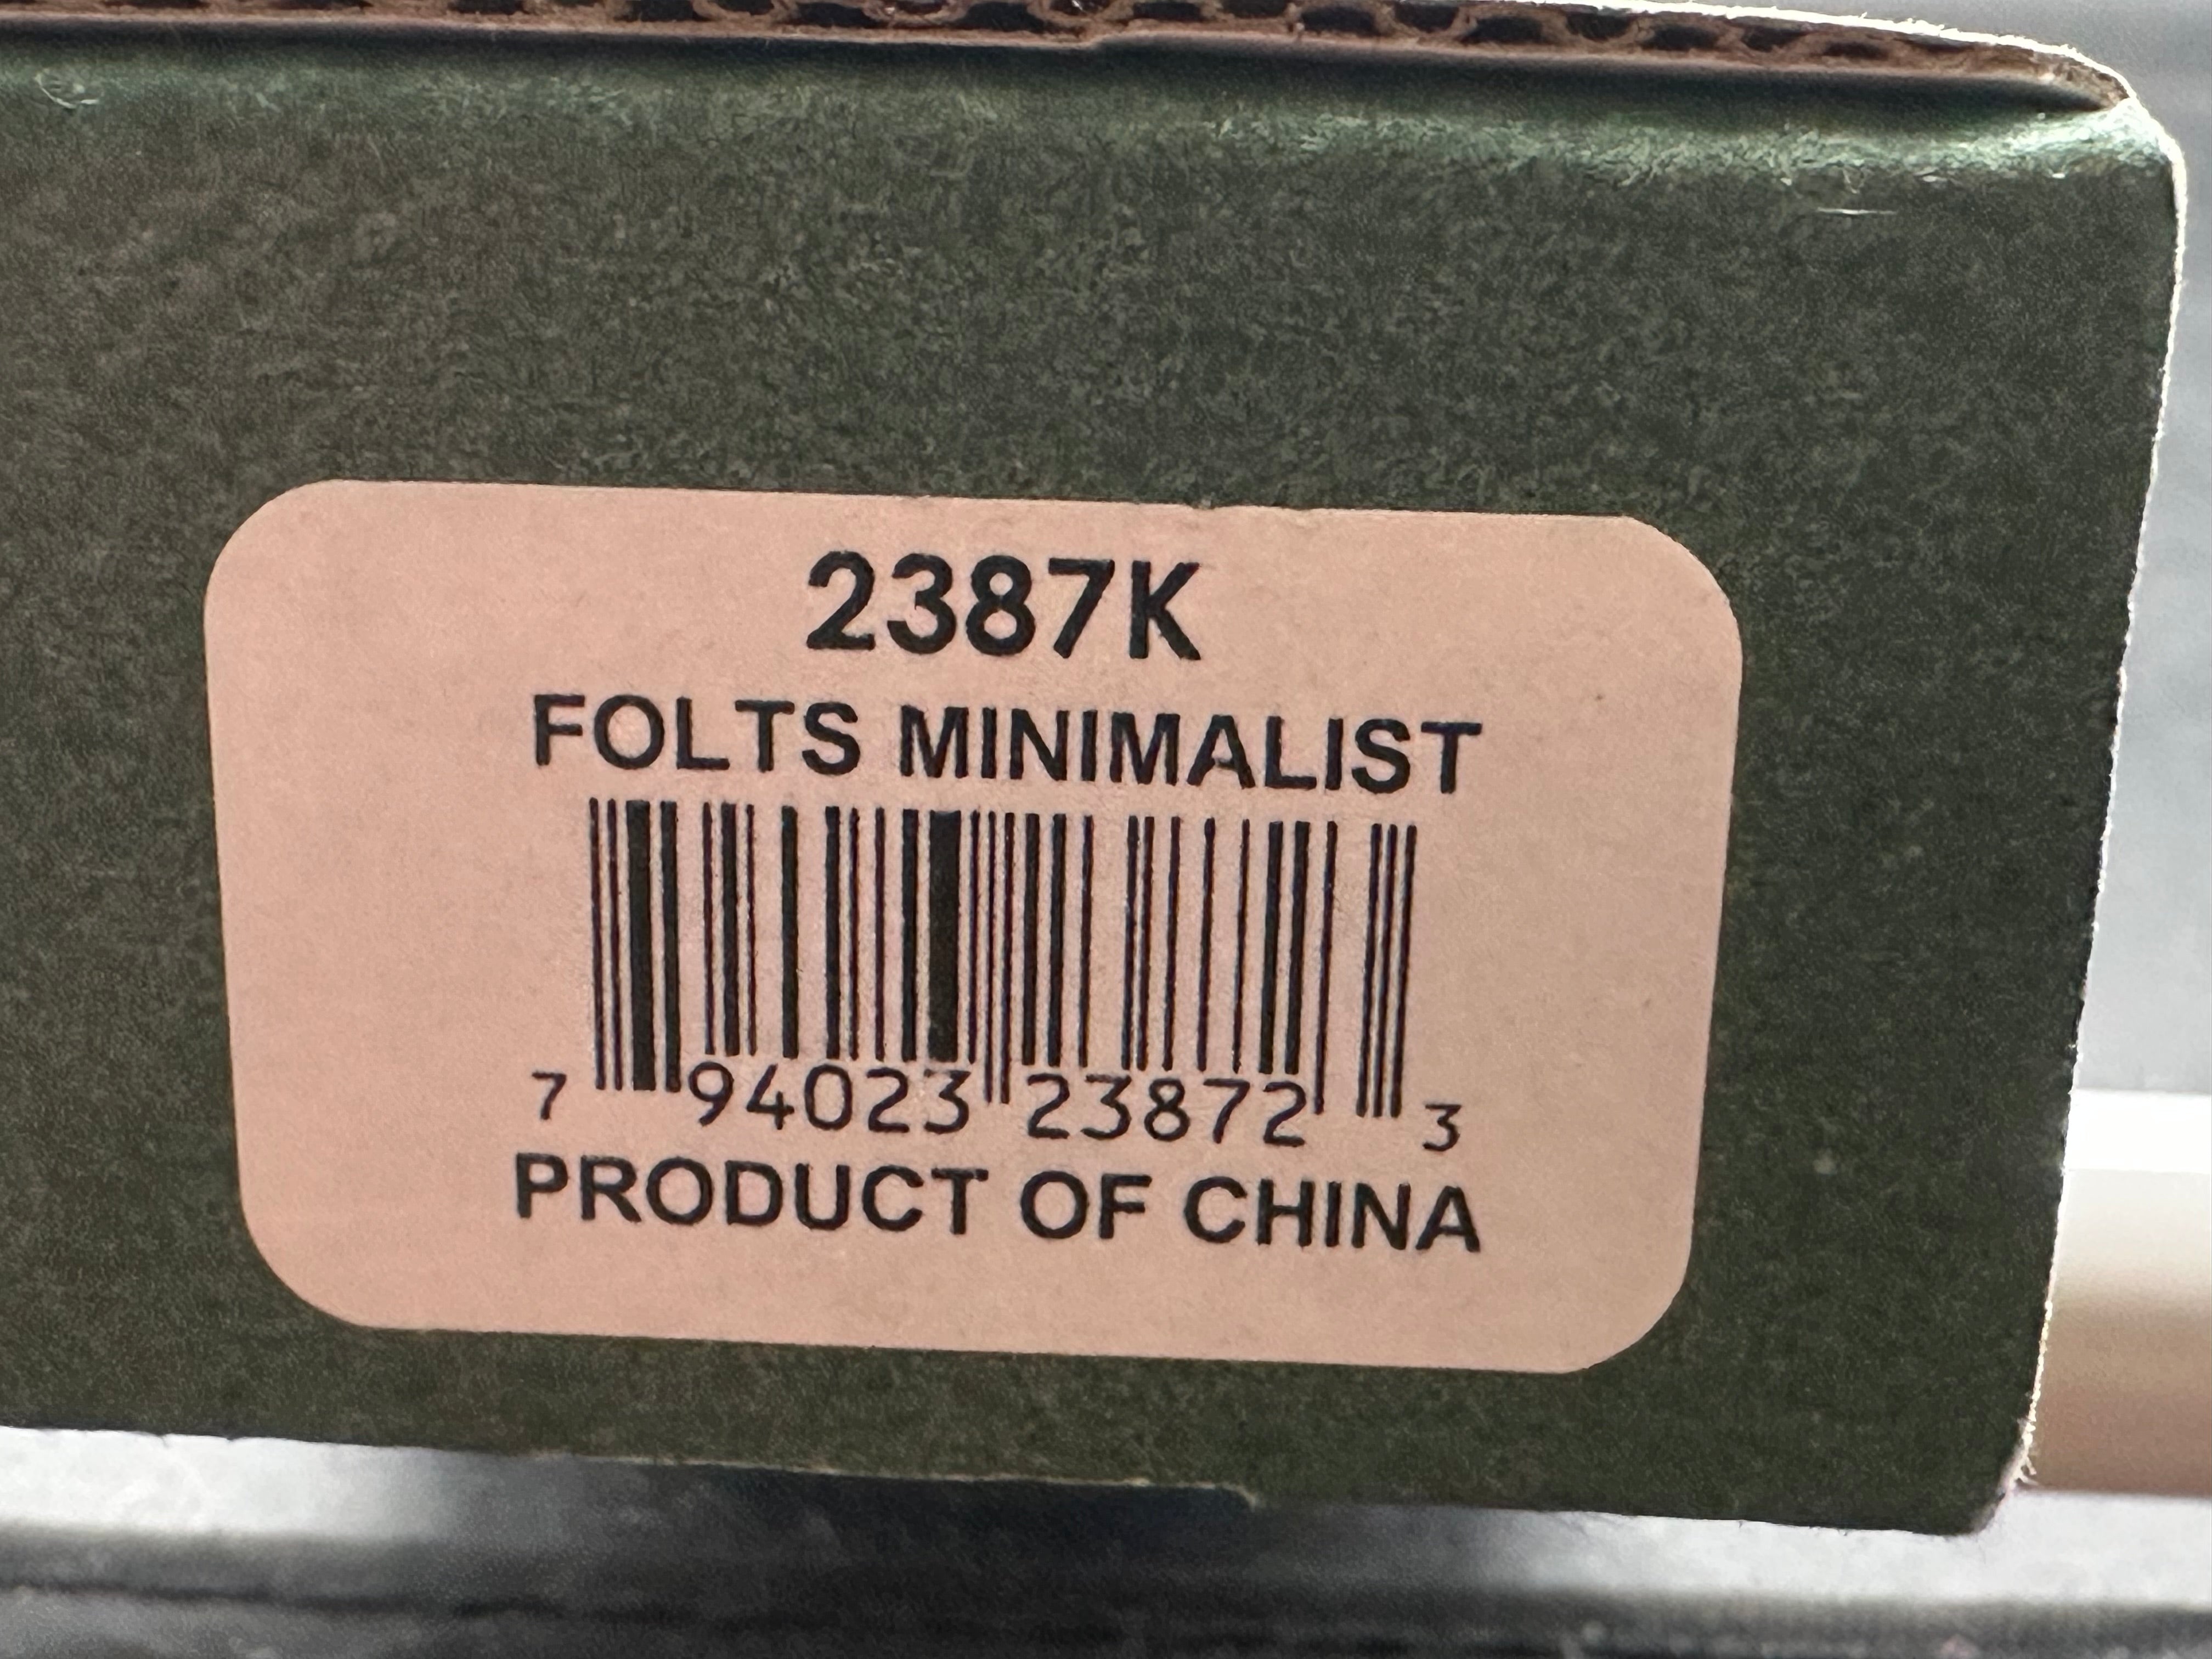 2387K
FOLTS MINIMALIST
7 94023 23872 3
PRODUCT OF CHINA